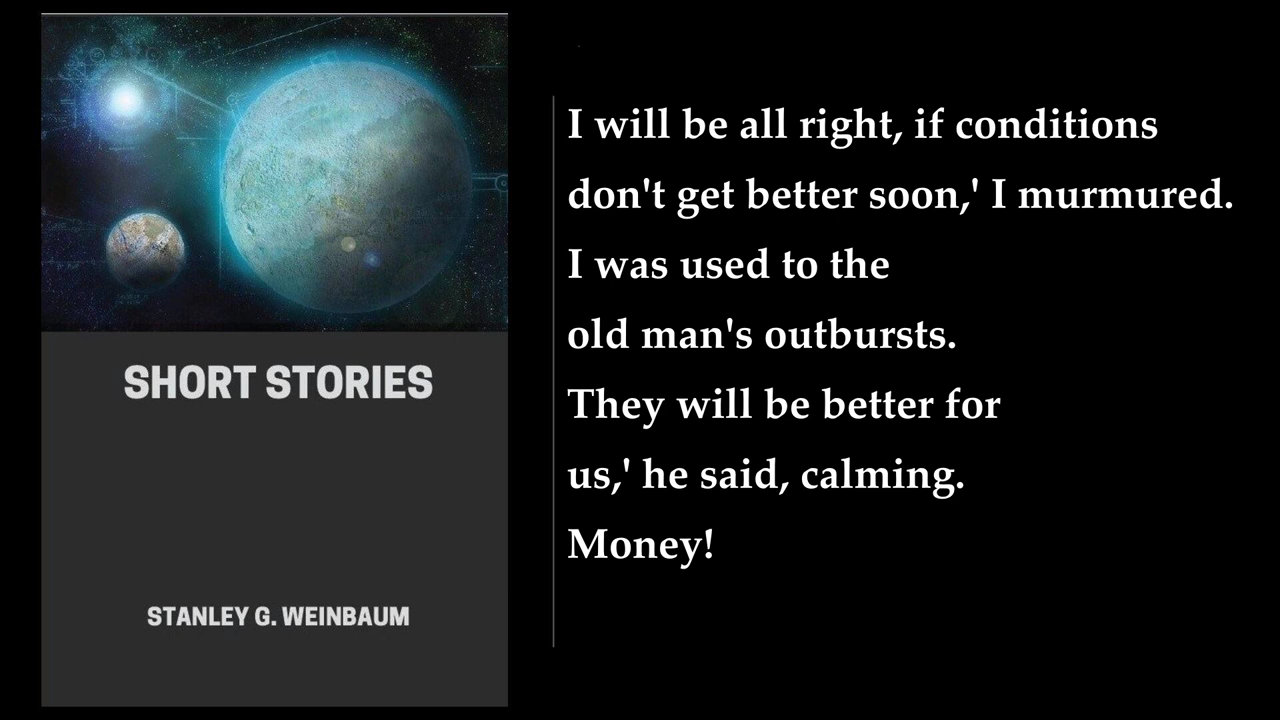 SHORT STORIES
STANLEY G. WEINBAUM
I will be all right, if conditions
don't get better soon,' I murmured.
I was used to the
old man's outbursts.
They will be better for
us,' he said, calming.
Money!